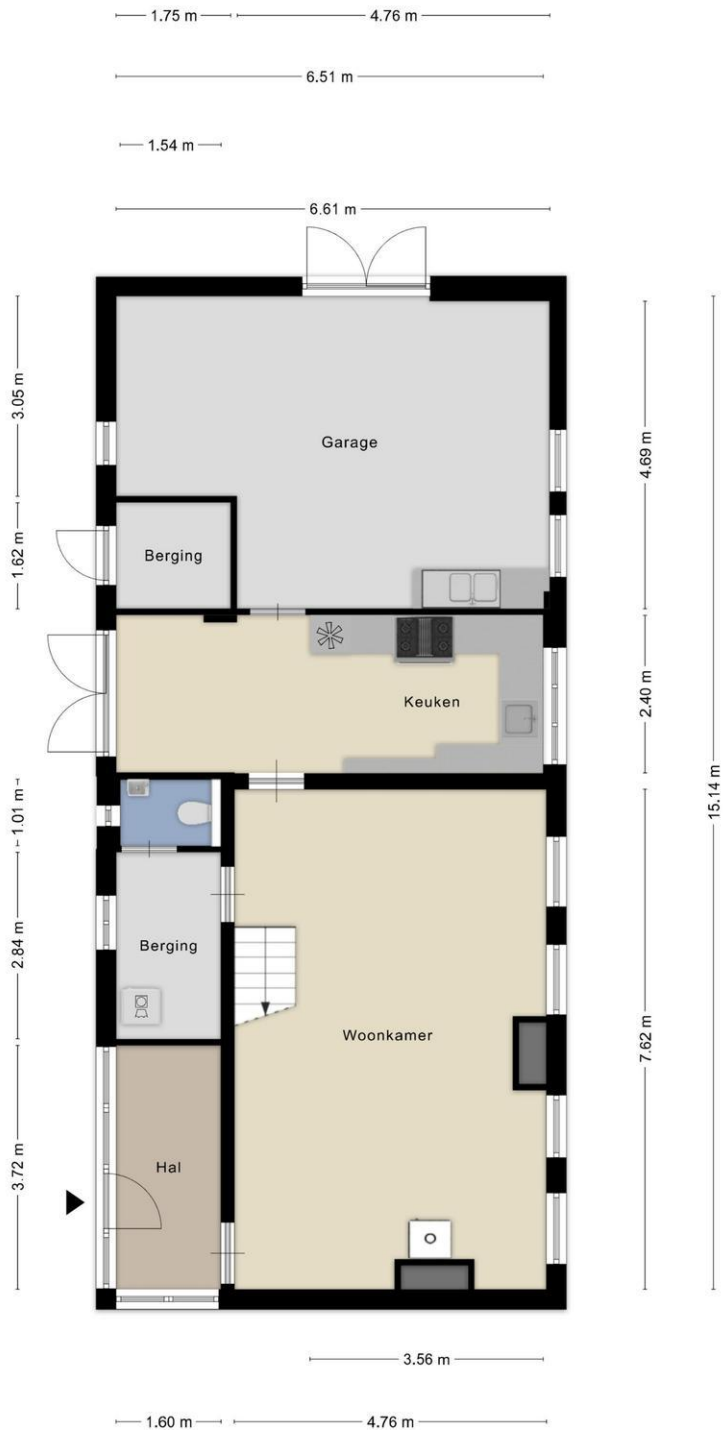 1.75 m
4.76 m
6.51 m
1.54 m
6.61 m
3.05 m
Garage
4.69 m
1.62 m
Berging
2.40 m
Keuken
15.14 m
1.01 m
2.84 m
Berging
7.62 m
Woonkamer
3.72 m
Hal
3.56 m
1.60 m
4.76 m